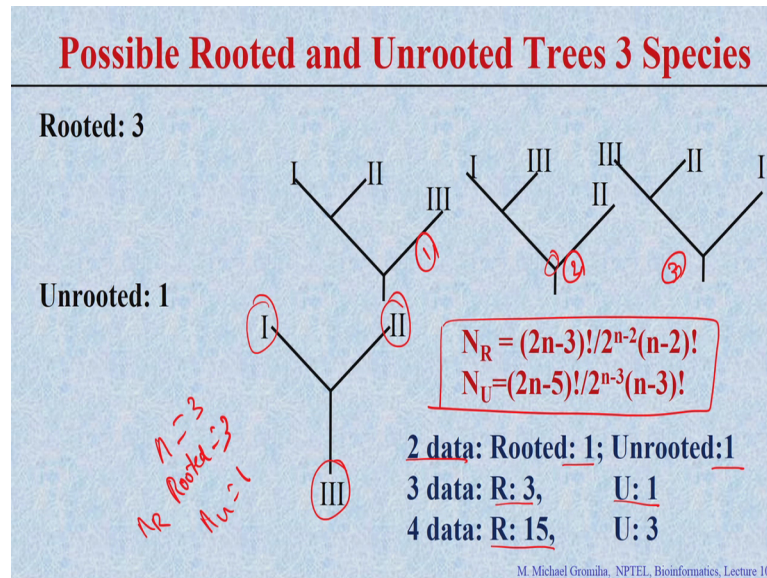 Possible Rooted and Unrooted Trees 3 Species
Rooted: 3
I II III
I III II
III II I
1 2 3
Unrooted: 1
I II
III
N_R = (2n-3)!/2^{n-2}(n-2)!
N_U=(2n-5)!/2^{n-3}(n-3)!
n=3
n_R Rooted=3
n_U=1
2 data: Rooted: 1; Unrooted:1
3 data: R: 3, U: 1
4 data: R: 15, U: 3
M. Michael Gromiha, NPTEL, Bioinformatics, Lecture 10